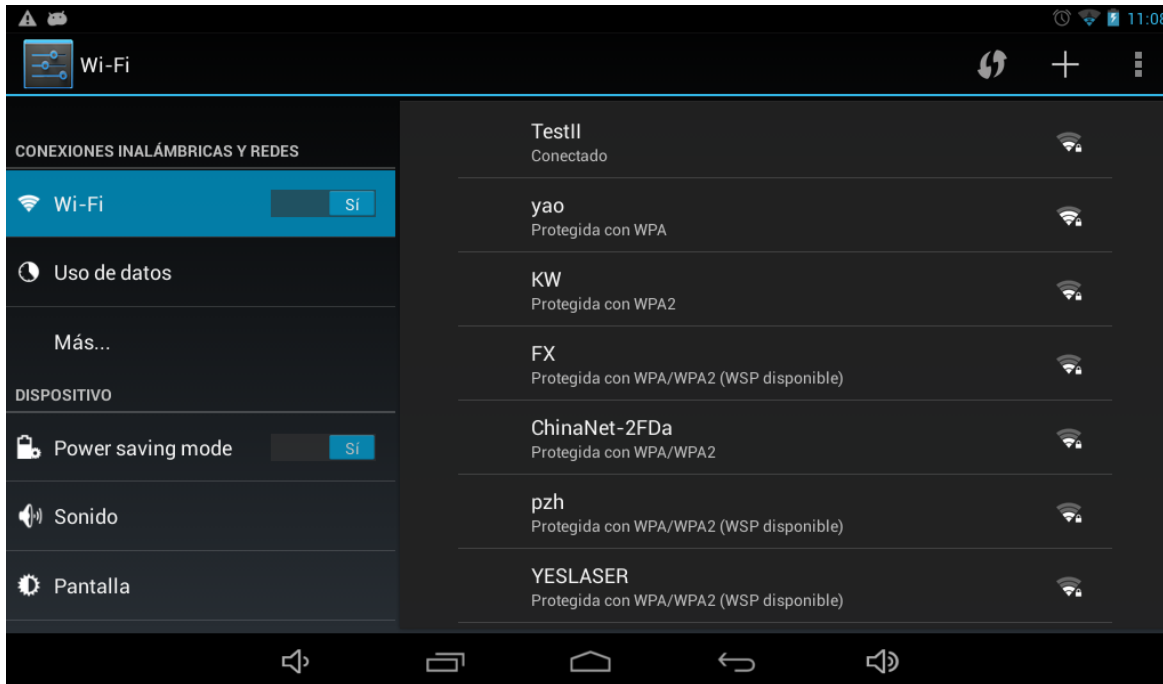 11:08
Wi-Fi
CONEXIONES INALÁMBRICAS Y REDES
Wi-Fi Sí
Uso de datos
Más...
DISPOSITIVO
Power saving mode Sí
Sonido
Pantalla
TestII
Conectado
yao
Protegida con WPA
KW
Protegida con WPA2
FX
Protegida con WPA/WPA2 (WSP disponible)
ChinaNet-2FDa
Protegida con WPA/WPA2
pzh
Protegida con WPA/WPA2 (WSP disponible)
YESLASER
Protegida con WPA/WPA2 (WSP disponible)